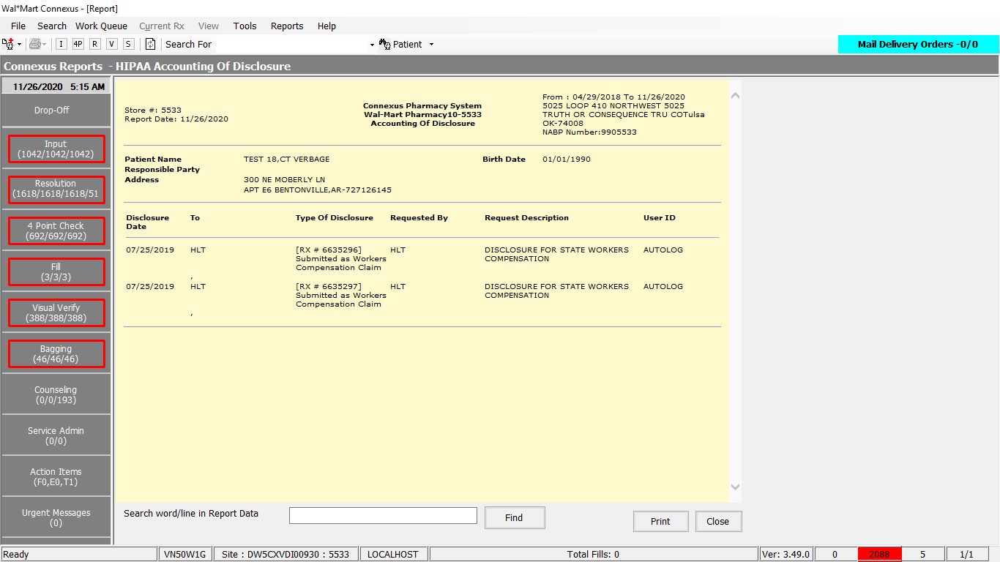 Wal*Mart Connexus - [Report]
File Search Work Queue Current Rx View Tools Reports Help
I 4P R V S Search For Patient Mail Delivery Orders -0/0
Connexus Reports - HIPAA Accounting Of Disclosure
11/26/2020 5:15 AM
Drop-Off
Input
(1042/1042/1042)
Resolution
(1618/1618/1618/51
4 Point Check
(692/692/692)
Fill
(3/3/3)
Visual Verify
(388/388/388)
Bagging
(46/46/46)
Counseling
(0/0/193)
Service Admin
(0/0)
Action Items
(F0,E0,T1)
Urgent Messages
(0)
Store #: 5533
Report Date: 11/26/2020
Connexus Pharmacy System
Wal-Mart Pharmacy10-5533
Accounting Of Disclosure
From : 04/29/2018 To 11/26/2020
5025 LOOP 410 NORTHWEST 5025
TRUTH OR CONSEQUENCE TRU COTulsa
OK-74008
NABP Number:9905533
Patient Name TEST 18,CT VERBAGE Birth Date 01/01/1990
Responsible Party
Address 300 NE MOBERLY LN
APT E6 BENTONVILLE,AR-727126145
Disclosure To Type Of Disclosure Requested By Request Description User ID
Date
07/25/2019 HLT [RX # 6635296] HLT DISCLOSURE FOR STATE WORKERS AUTOLOG
Submitted as Workers COMPENSATION
Compensation Claim
,
07/25/2019 HLT [RX # 6635297] HLT DISCLOSURE FOR STATE WORKERS AUTOLOG
Submitted as Workers COMPENSATION
Compensation Claim
,
Search word/line in Report Data Find Print Close
Ready VN50W1G Site : DW5CXVDI00930 : 5533 LOCALHOST Total Fills: 0 Ver: 3.49.0 0 2088 5 1/1